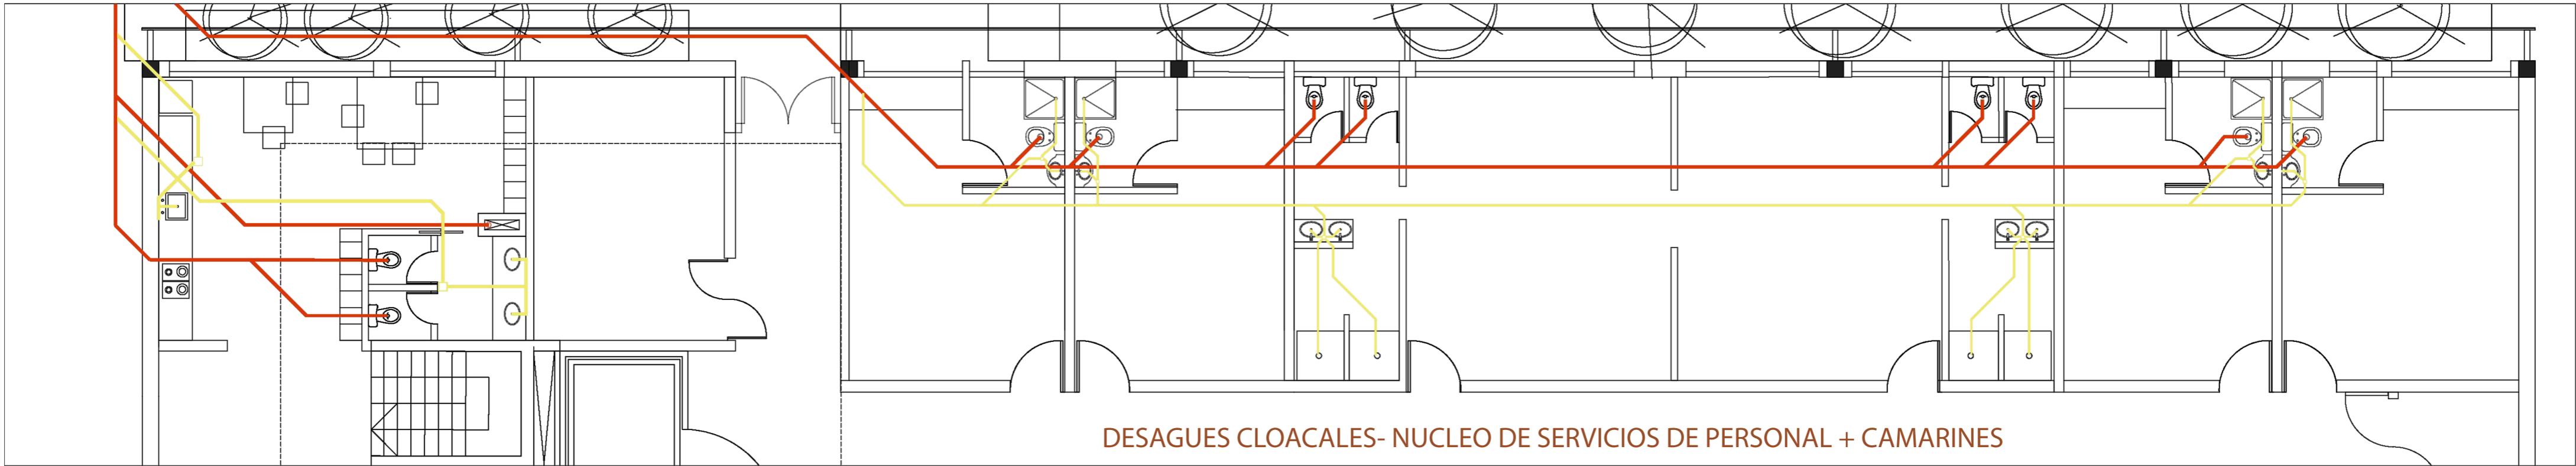 DESAGUES CLOACALES- NUCLEO DE SERVICIOS DE PERSONAL + CAMARINES